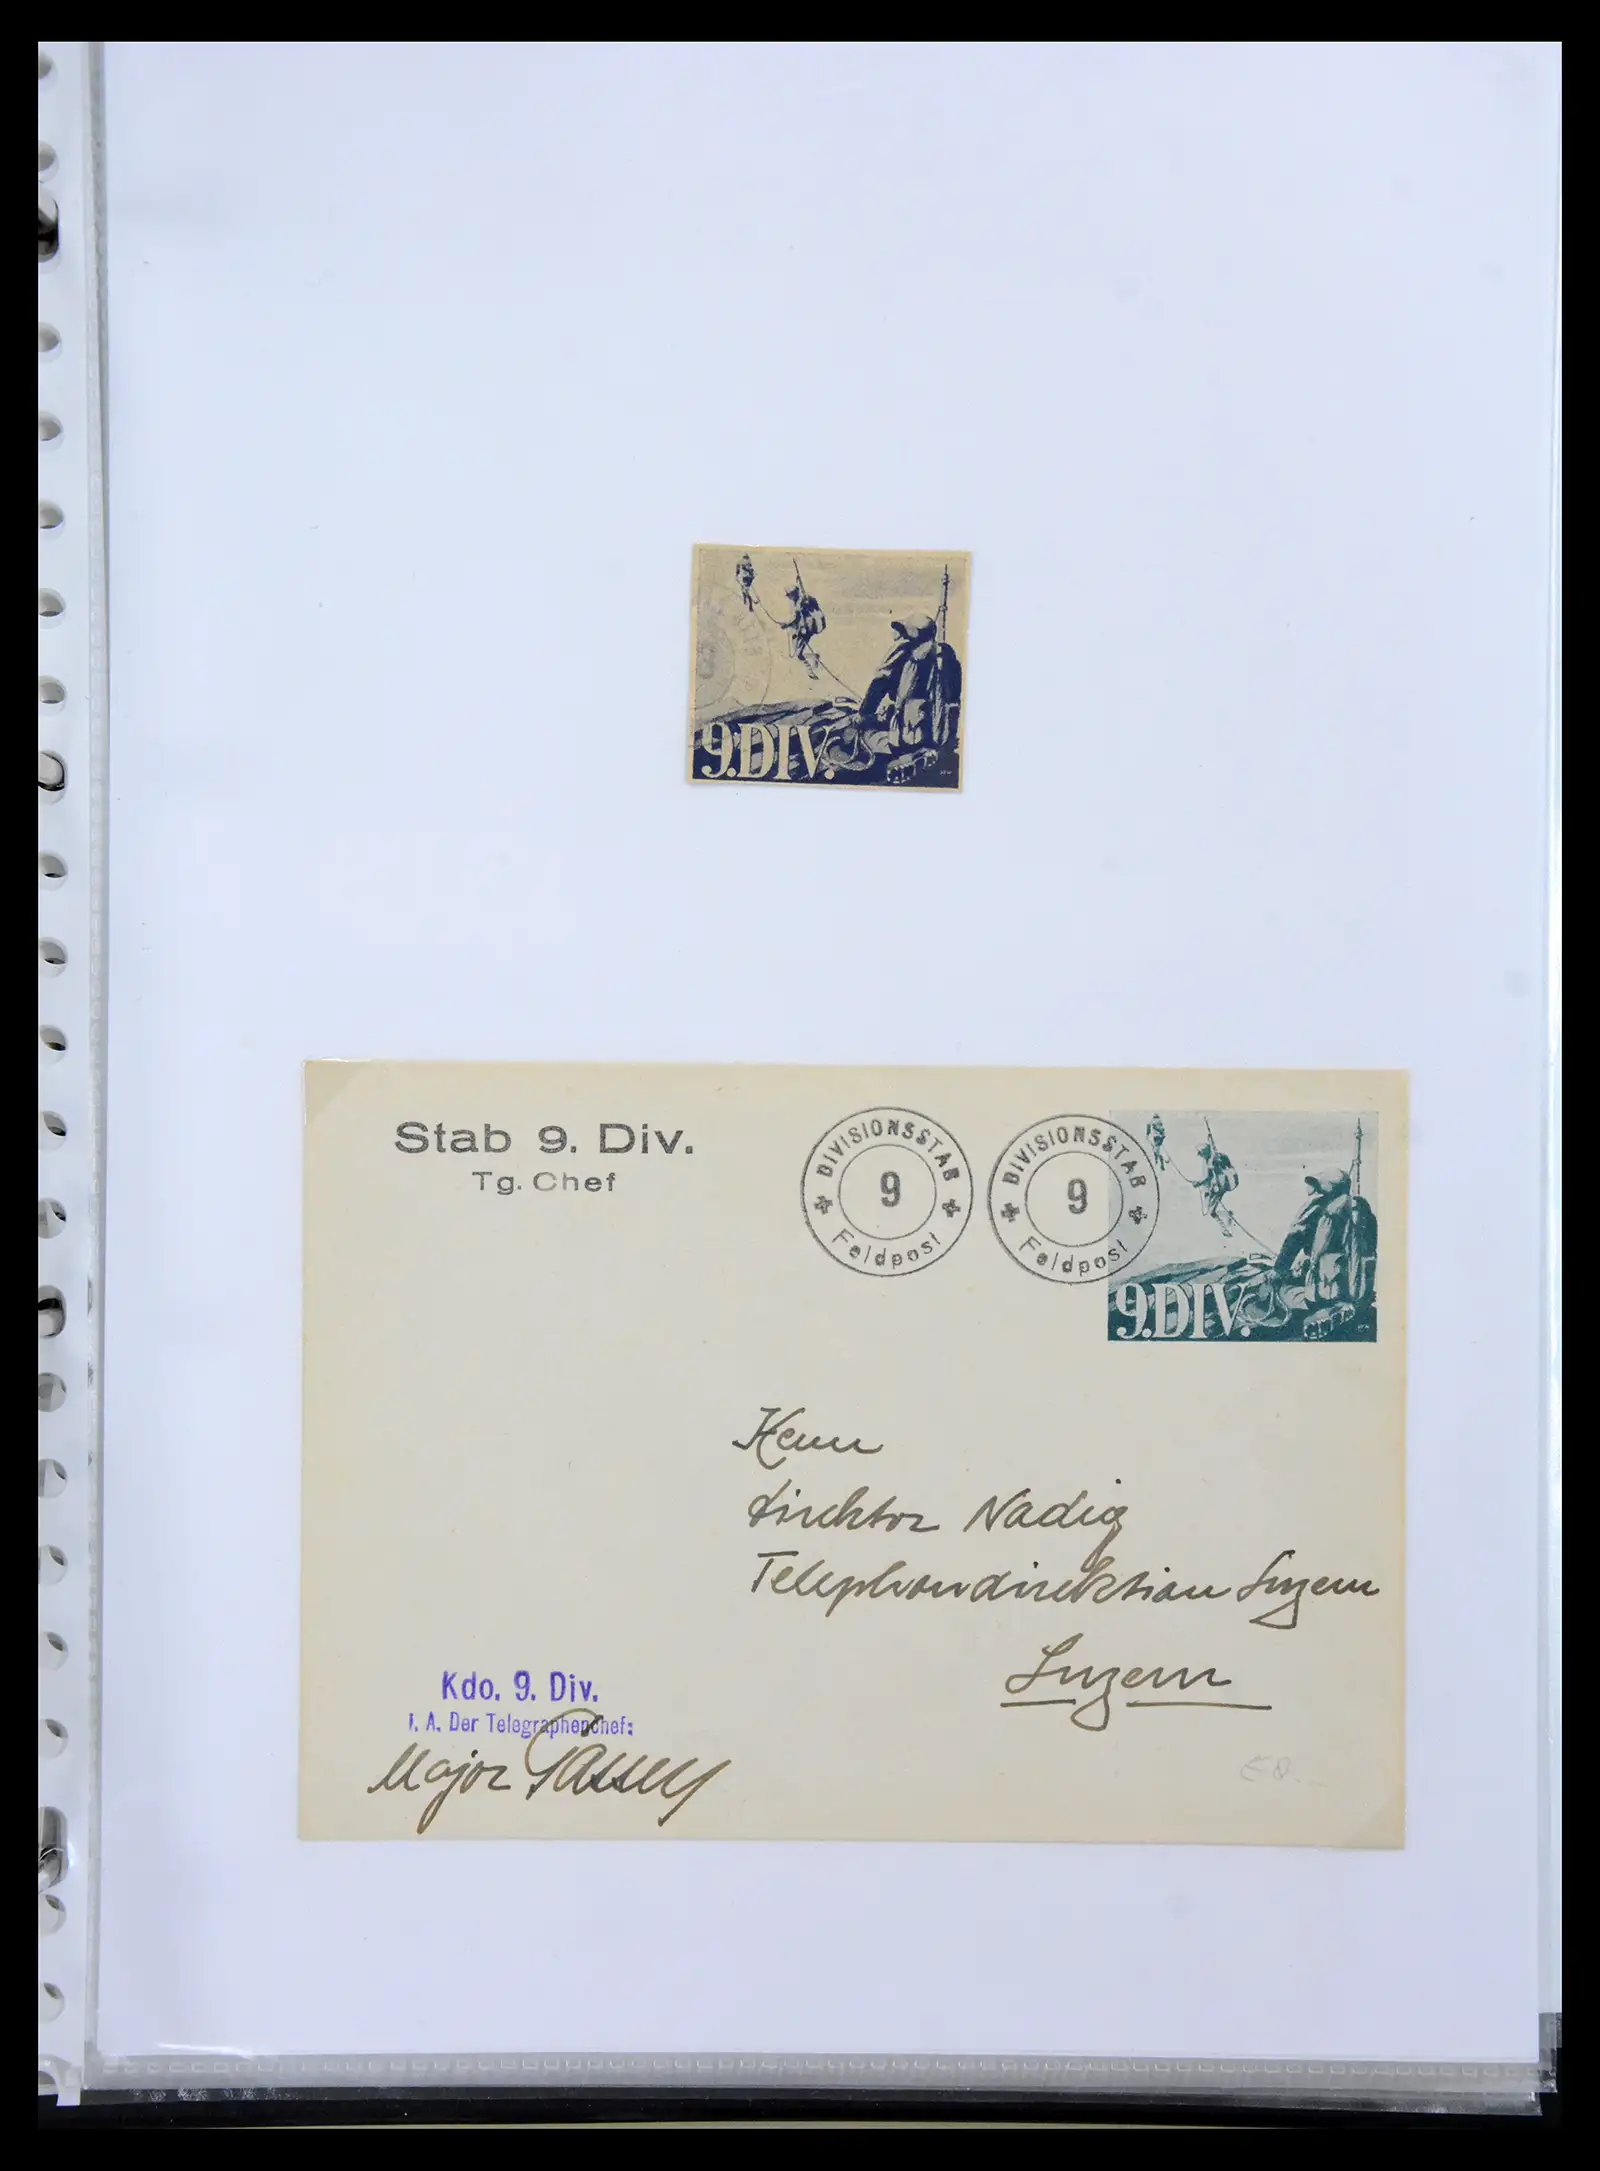 9.DIV.
Stab 9. Div.
Tg. Chef
DIVISIONSSTAB
9
Feldpost
DIVISIONSSTAB
9
Feldpost
9.DIV.
Herrn
Direktor Nadig
Telephondirektion Luzern
Luzern
Kdo. 9. Div.
I. A. Der Telegraphenchef:
Major